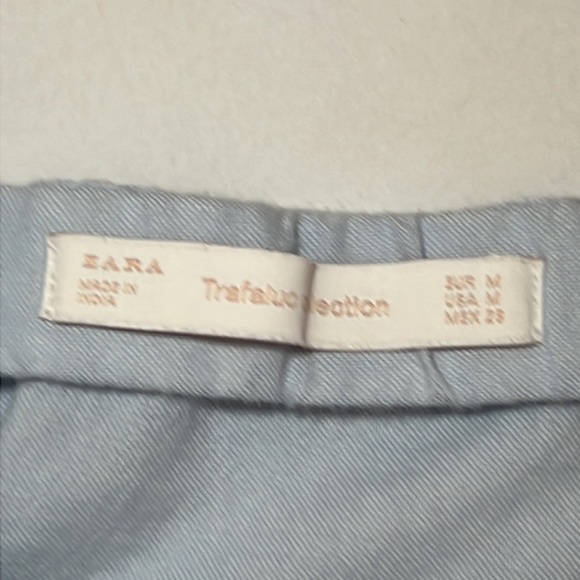 ZARA
MADE IN
INDIA
Trafaluc
EUR M
USA M
MEX 28